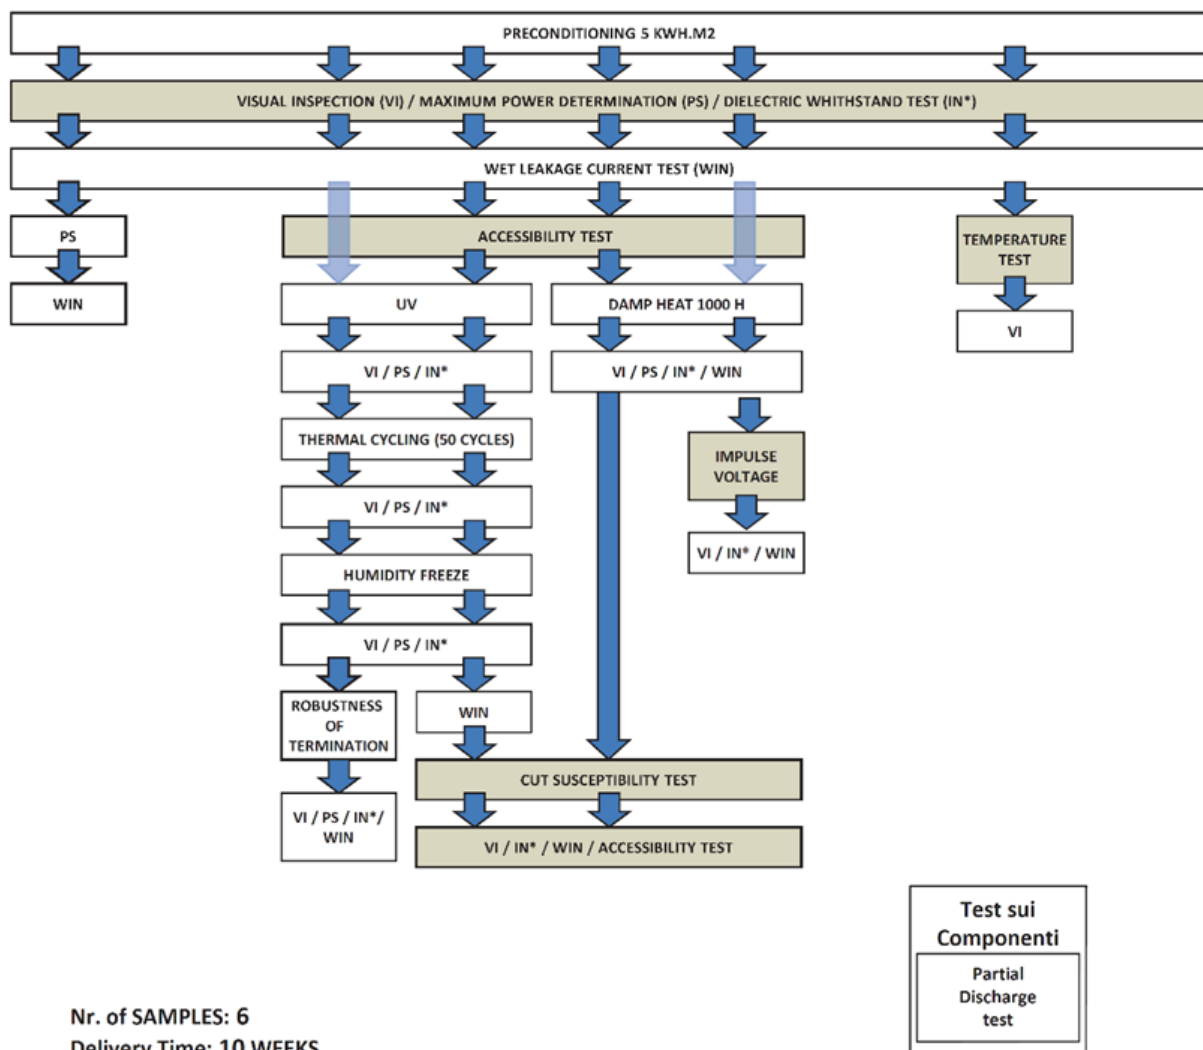 PRECONDITIONING 5 KWH.M2
VISUAL INSPECTION (VI) / MAXIMUM POWER DETERMINATION (PS) / DIELECTRIC WHITHSTAND TEST (IN*)
WET LEAKAGE CURRENT TEST (WIN)
PS
WIN
ACCESSIBILITY TEST
UV
VI / PS / IN*
THERMAL CYCLING (50 CYCLES)
VI / PS / IN*
HUMIDITY FREEZE
VI / PS / IN*
ROBUSTNESS
OF
TERMINATION
VI / PS / IN*/
WIN
WIN
DAMP HEAT 1000 H
VI / PS / IN* / WIN
IMPULSE
VOLTAGE
VI / IN* / WIN
CUT SUSCEPTIBILITY TEST
VI / IN* / WIN / ACCESSIBILITY TEST
TEMPERATURE
TEST
VI
Test sui
Componenti
Partial
Discharge
test
Nr. of SAMPLES: 6
Delivery Time: 10 WEEKS